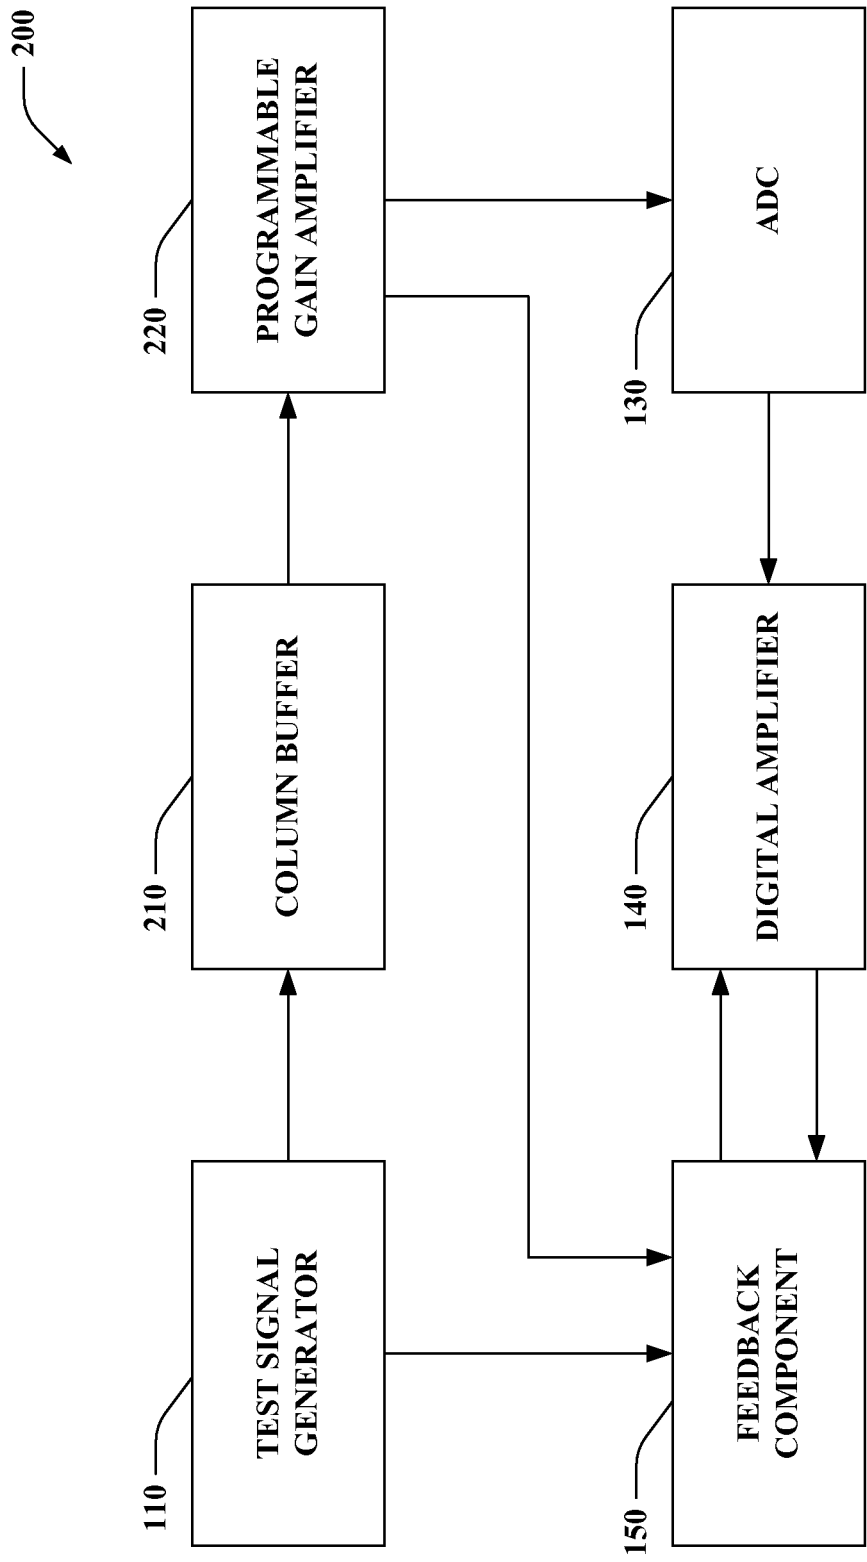 200
110
TEST SIGNAL
GENERATOR
210
COLUMN BUFFER
220
PROGRAMMABLE
GAIN AMPLIFIER
150
FEEDBACK
COMPONENT
140
DIGITAL AMPLIFIER
130
ADC